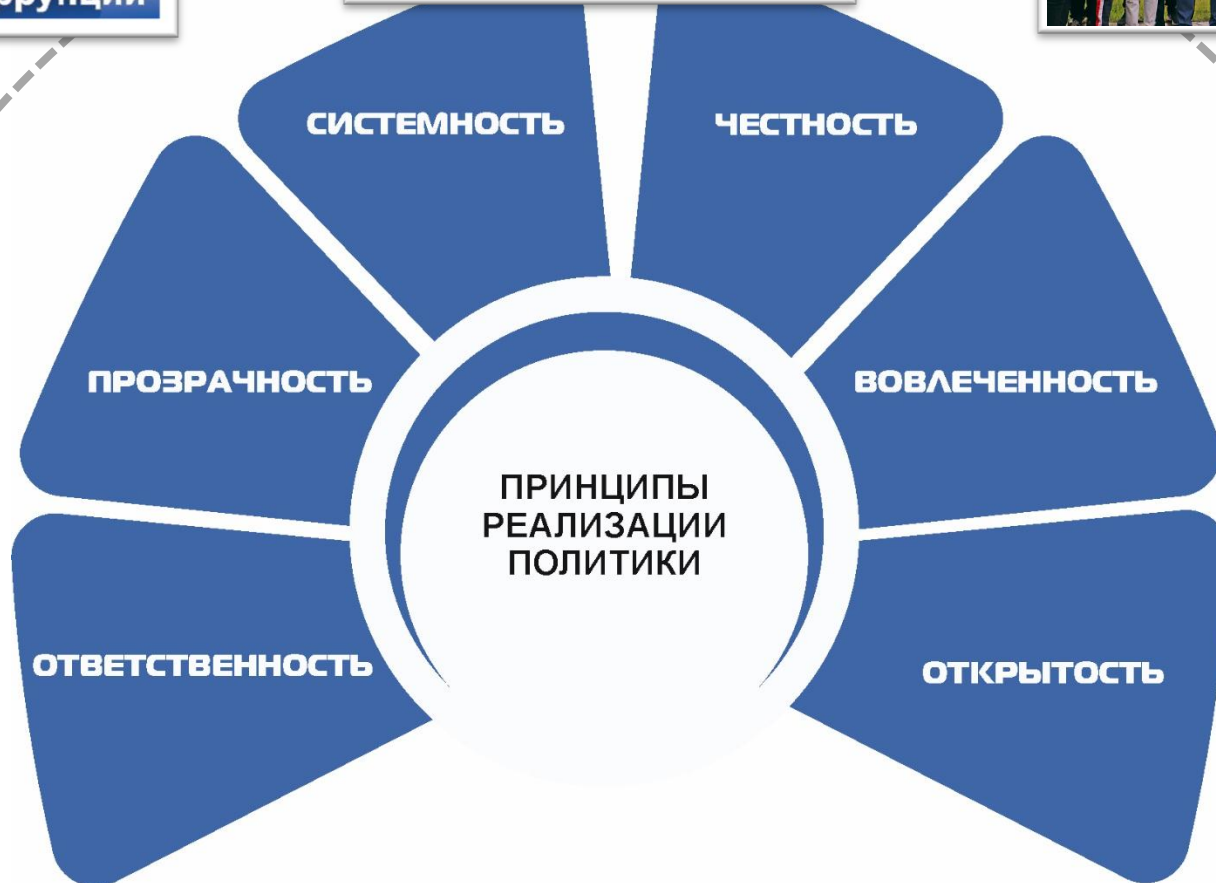 СИСТЕМНОСТЬ
ЧЕСТНОСТЬ
ПРОЗРАЧНОСТЬ
ВОВЛЕЧЕННОСТЬ
ПРИНЦИПЫ
РЕАЛИЗАЦИИ
ПОЛИТИКИ
ОТВЕТСТВЕННОСТЬ
ОТКРЫТОСТЬ